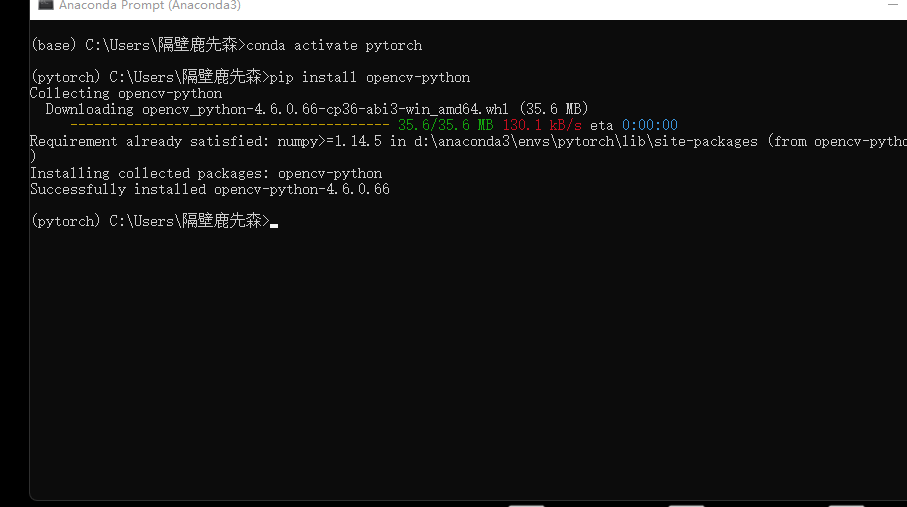 Anaconda Prompt (Anaconda3)
(base) C:\Users\隔壁鹿先森>conda activate pytorch
(pytorch) C:\Users\隔壁鹿先森>pip install opencv-python
Collecting opencv-python
Downloading opencv_python-4.6.0.66-cp36-abi3-win_amd64.whl (35.6 MB)
---------------------------------------- 35.6/35.6 MB 130.1 kB/s eta 0:00:00
Requirement already satisfied: numpy>=1.14.5 in d:\anaconda3\envs\pytorch\lib\site-packages (from opencv-pytho
)
Installing collected packages: opencv-python
Successfully installed opencv-python-4.6.0.66
(pytorch) C:\Users\隔壁鹿先森>